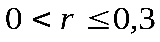 0 < r ≤0,3